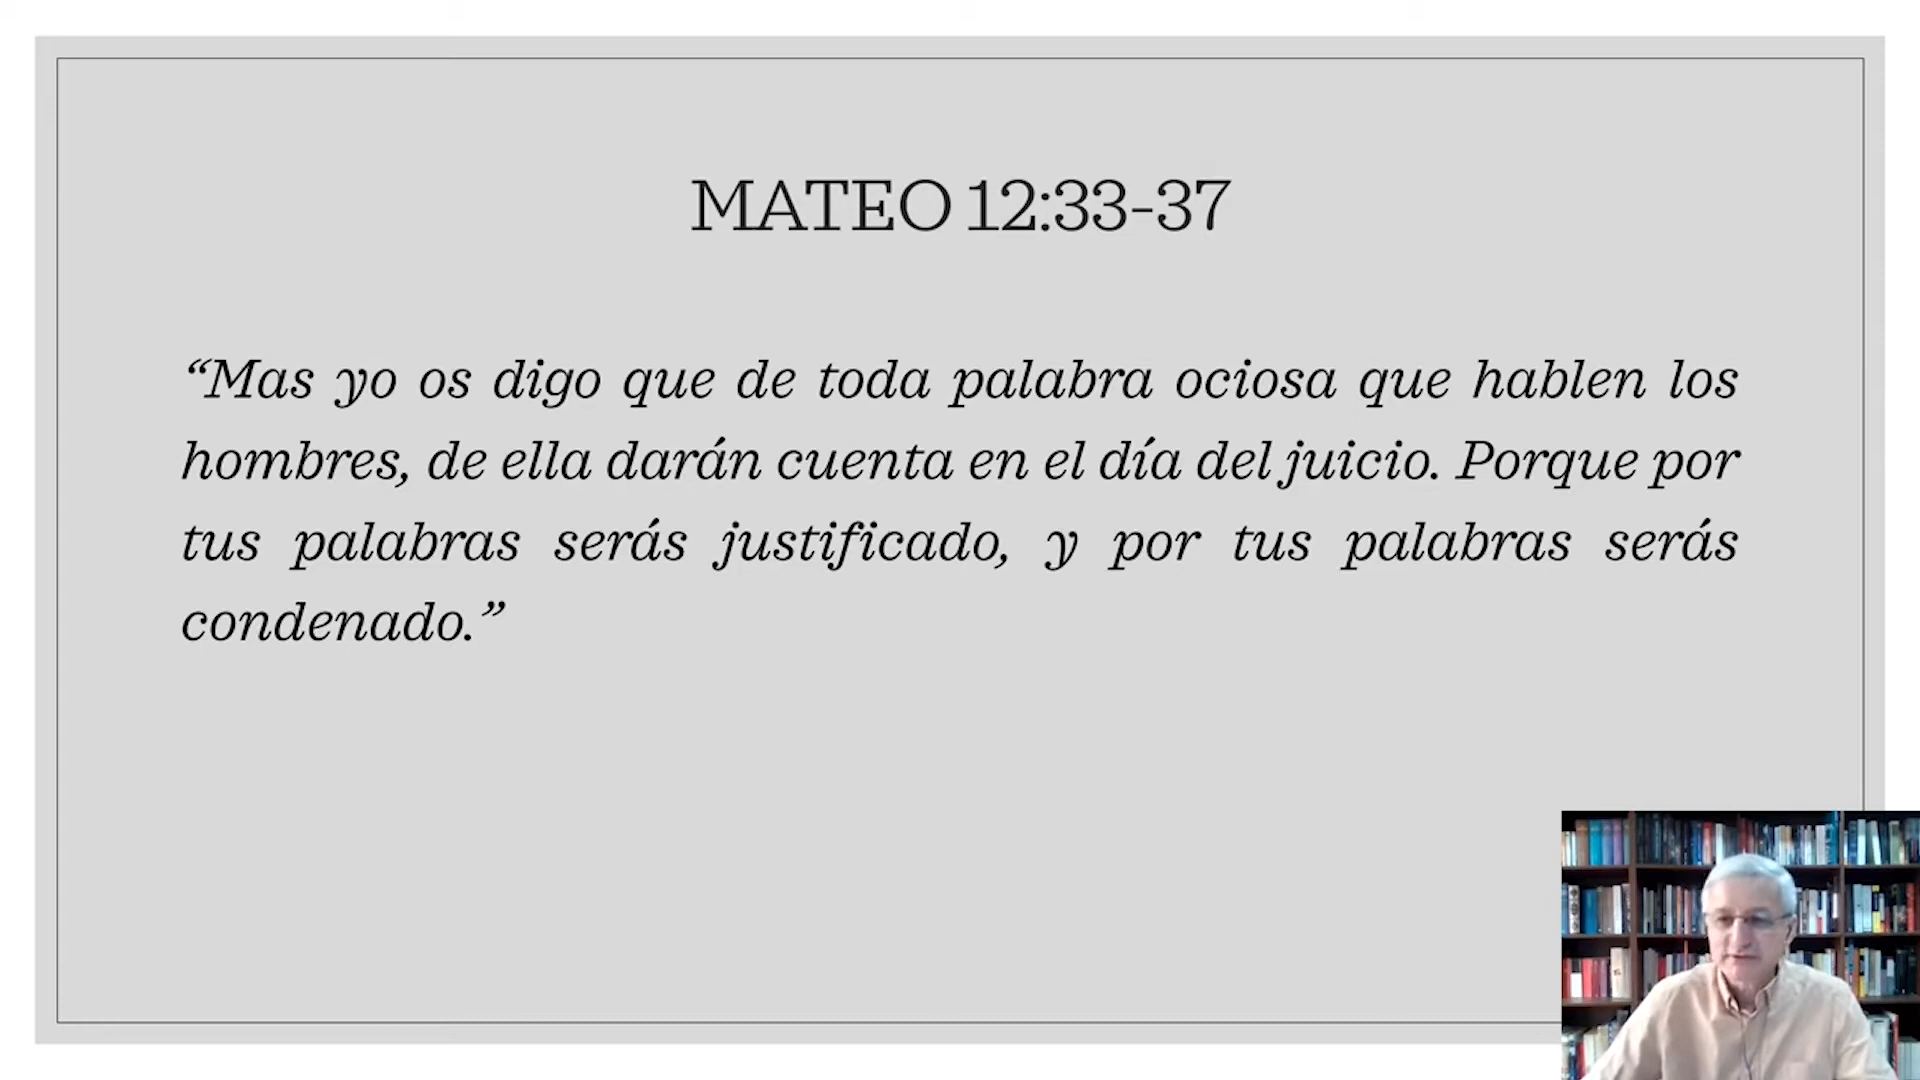 MATEO 12:33-37
“Mas yo os digo que de toda palabra ociosa que hablen los
hombres, de ella darán cuenta en el día del juicio. Porque por
tus palabras serás justificado, y por tus palabras serás
condenado.”